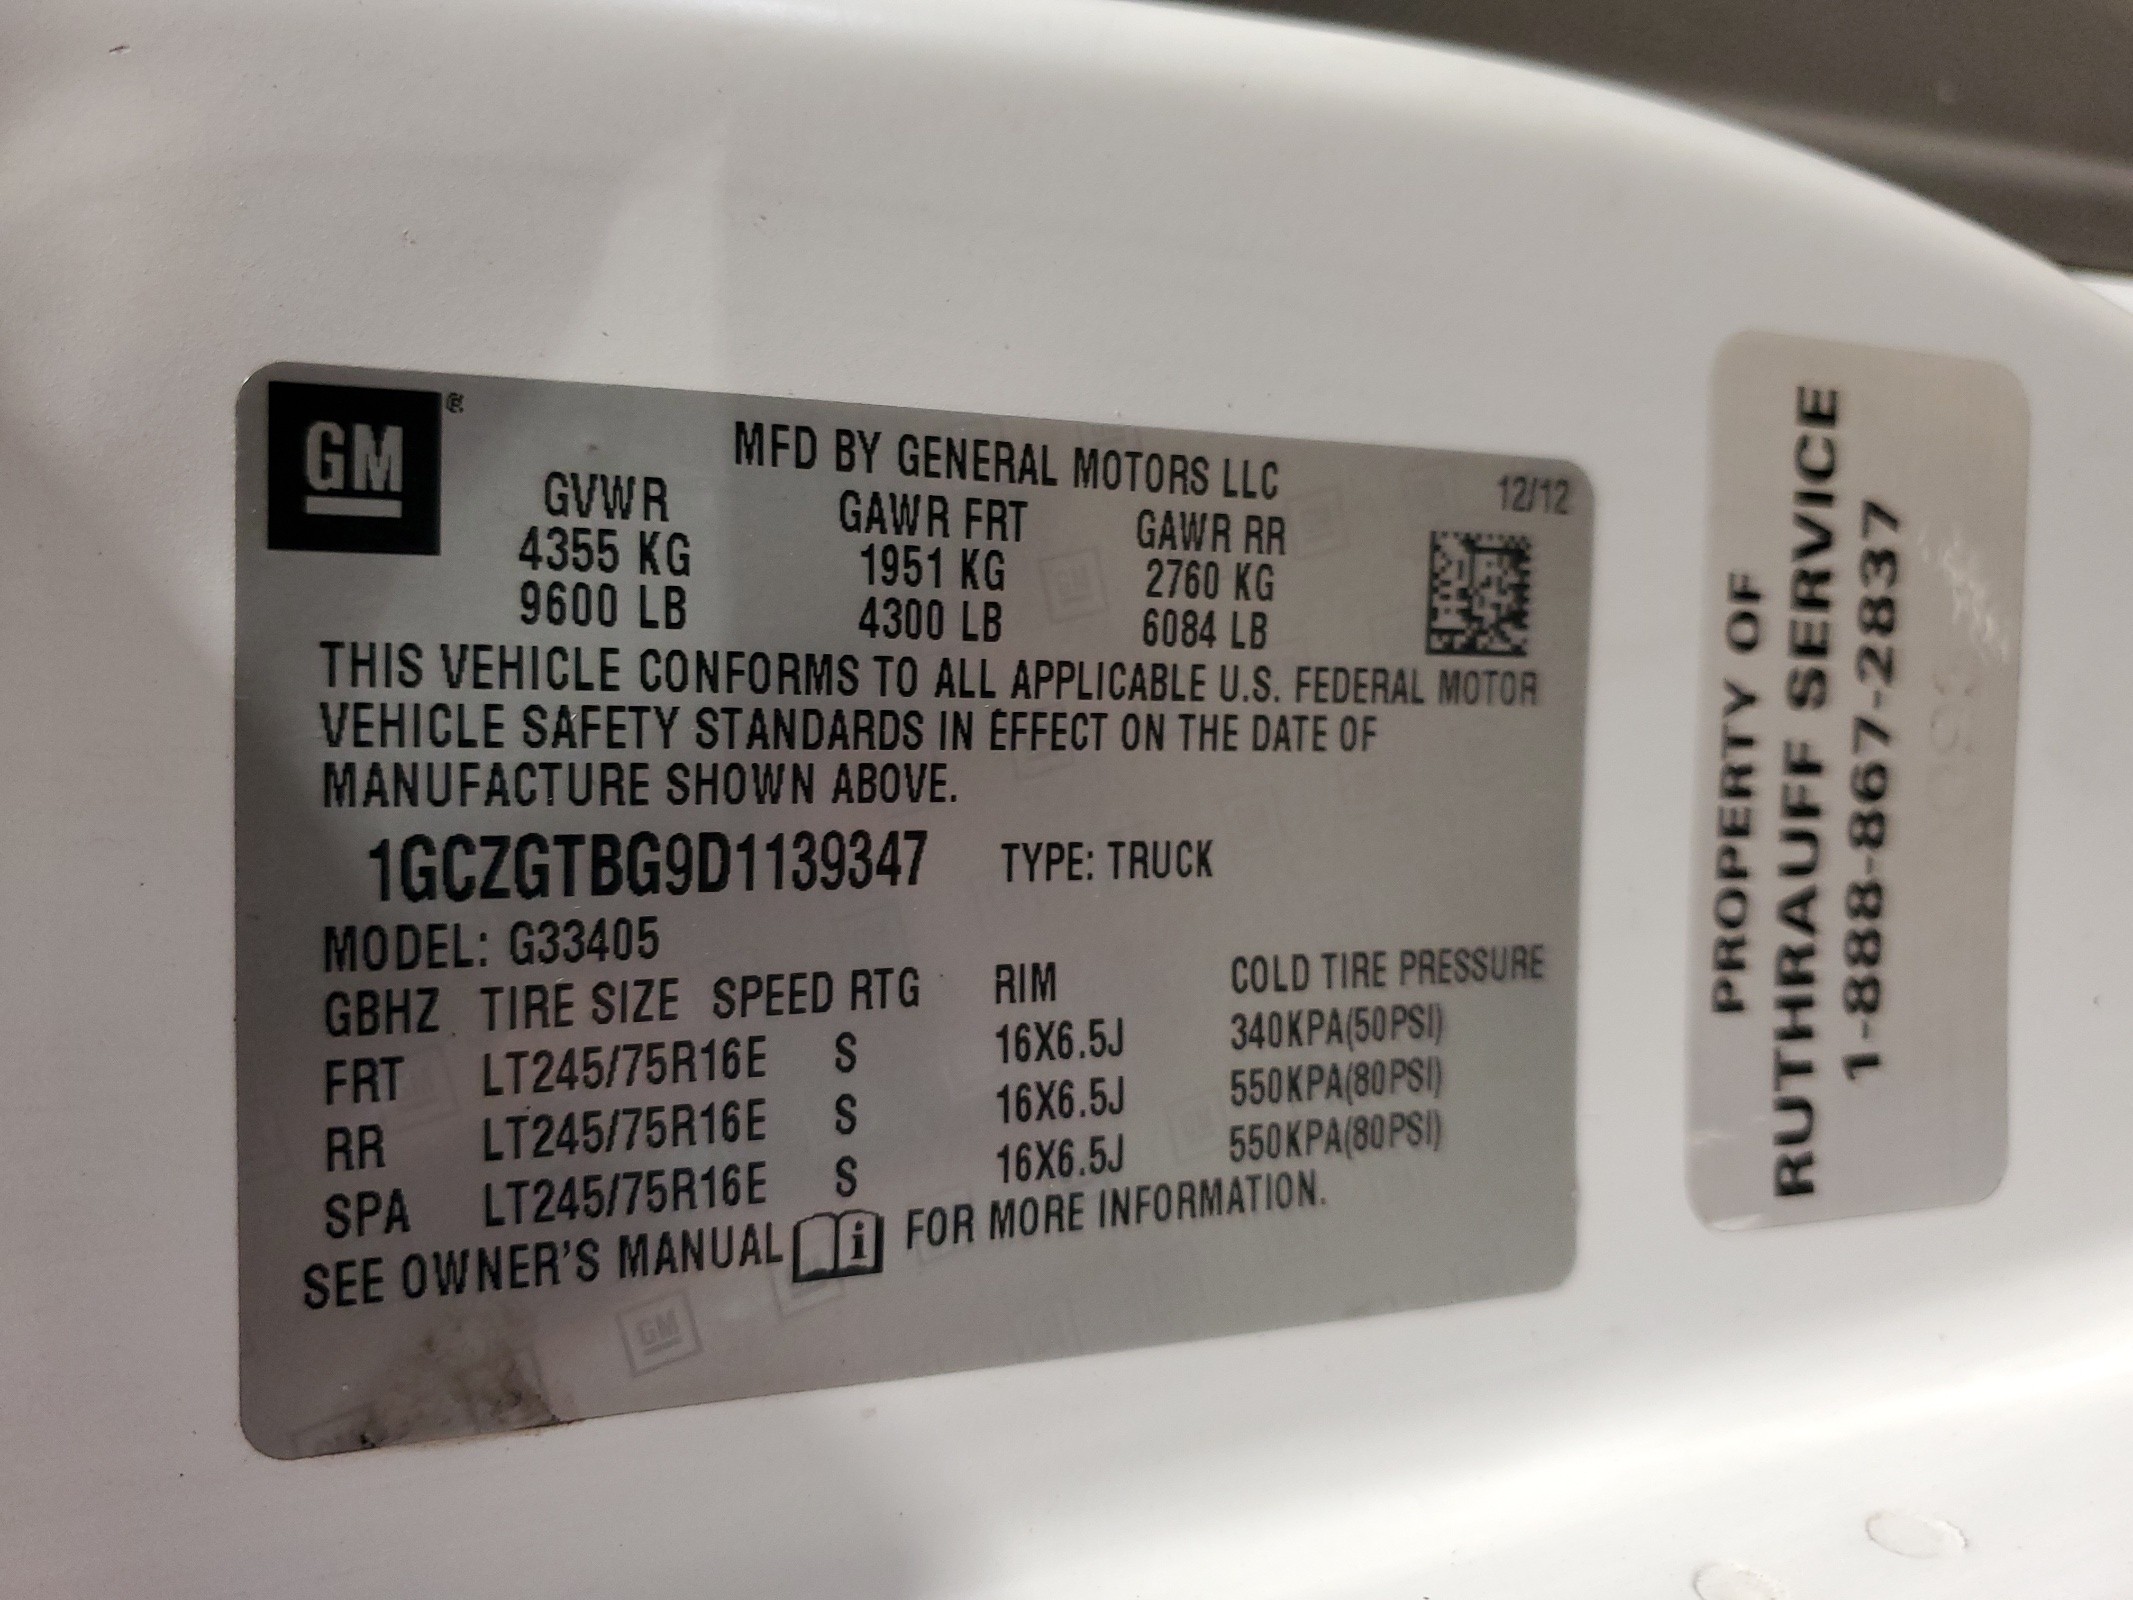 GM®
MFD BY GENERAL MOTORS LLC
12/12
GVWR GAWR FRT GAWR RR
4355 KG 1951 KG 2760 KG
9600 LB 4300 LB 6084 LB
THIS VEHICLE CONFORMS TO ALL APPLICABLE U.S. FEDERAL MOTOR
VEHICLE SAFETY STANDARDS IN EFFECT ON THE DATE OF
MANUFACTURE SHOWN ABOVE.
1GCZGTBG9D1139347 TYPE: TRUCK
MODEL: G33405
GBHZ TIRE SIZE SPEED RTG RIM COLD TIRE PRESSURE
FRT LT245/75R16E S 16X6.5J 340KPA(50PSI)
RR LT245/75R16E S 16X6.5J 550KPA(80PSI)
SPA LT245/75R16E S 16X6.5J 550KPA(80PSI)
SEE OWNER'S MANUAL i FOR MORE INFORMATION.
GM
PROPERTY OF
RUTHRAUFF SERVICE
1-888-867-2837